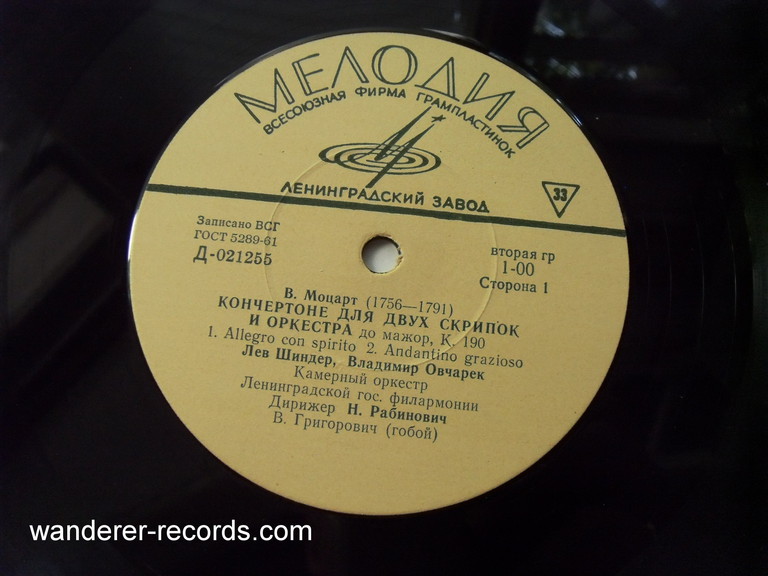 МЕЛОДИЯ
ВСЕСОЮЗНАЯ ФИРМА ГРАМПЛАСТИНОК
ЛЕНИНГРАДСКИЙ ЗАВОД
33
Записано ВСГ
ГОСТ 5289-61
Д-021255
вторая гр
1-00
Сторона 1
В. Моцарт (1756—1791)
КОНЧЕРТОНЕ ДЛЯ ДВУХ СКРИПОК
И ОРКЕСТРА до мажор, К. 190
1. Allegro con spirito 2. Andantino grazioso
Лев Шиндер, Владимир Овчарек
Камерный оркестр
Ленинградской гос. филармонии
Дирижер Н. Рабинович
В. Григорович (гобой)
wanderer-records.com